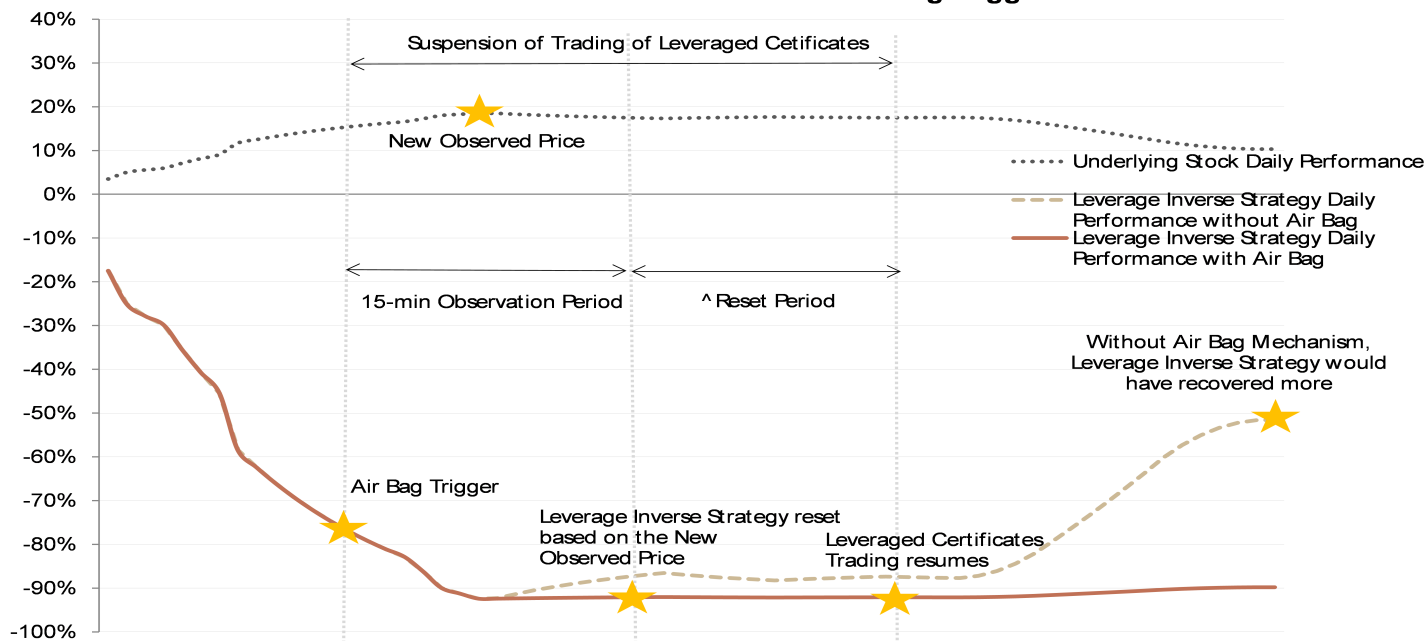 40%
30%
20%
10%
0%
-10%
-20%
-30%
-40%
-50%
-60%
-70%
-80%
-90%
-100%
Suspension of Trading of Leveraged Cetificates
New Observed Price
Underlying Stock Daily Performance
Leverage Inverse Strategy Daily
Performance without Air Bag
Leverage Inverse Strategy Daily
Performance with Air Bag
15-min Observation Period
^ Reset Period
Without Air Bag Mechanism,
Leverage Inverse Strategy would
have recovered more
Air Bag Trigger
Leverage Inverse Strategy reset
based on the New
Observed Price
Leveraged Certificates
Trading resumes